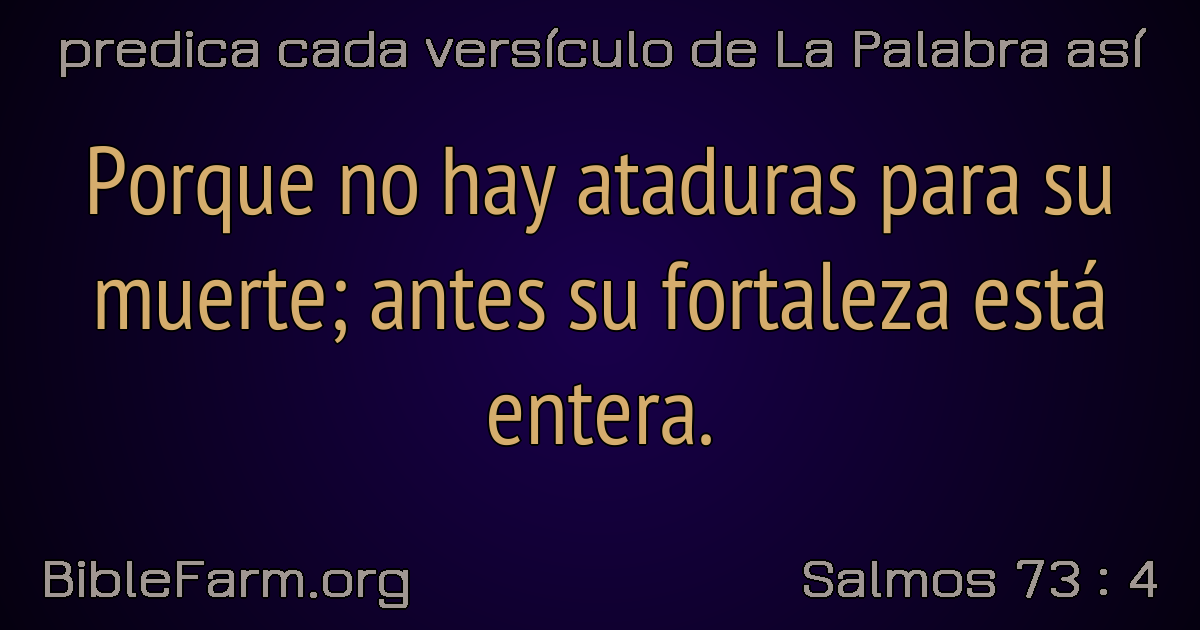 predica cada versículo de La Palabra así
Porque no hay ataduras para su
muerte; antes su fortaleza está
entera.
BibleFarm.org
Salmos 73 : 4